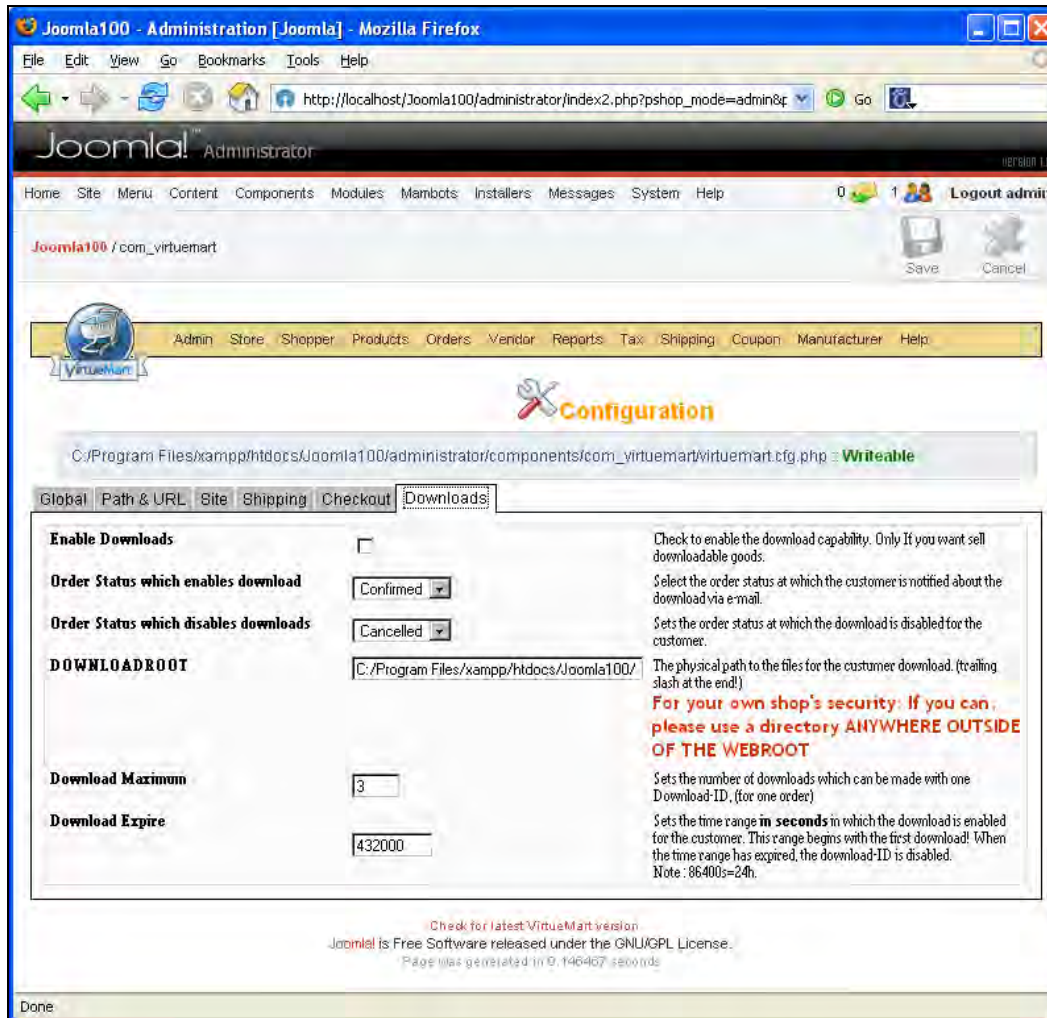 Joomla100 - Administration [Joomla] - Mozilla Firefox
File Edit View Go Bookmarks Tools Help
http://localhost/Joomla100/administrator/index2.php?pshop_mode=admin&p Go
Joomla!™ Administrator
version 1.
Home Site Menu Content Components Modules Mambots Installers Messages System Help 0 1 Logout admin
Joomla100 / com_virtuemart
Save Cancel
VirtueMart
Admin Store Shopper Products Orders Vendor Reports Tax Shipping Coupon Manufacturer Help
Configuration
C:/Program Files/xampp/htdocs/Joomla100/administrator/components/com_virtuemart/virtuemart.cfg.php :: Writeable
Global Path & URL Site Shipping Checkout Downloads
Enable Downloads
Check to enable the download capability. Only If you want sell
downloadable goods.
Order Status which enables download
Confirmed
Select the order status at which the customer is notified about the
download via e-mail.
Order Status which disables downloads
Cancelled
Sets the order status at which the download is disabled for the
customer.
DOWNLOADROOT
C:/Program Files/xampp/htdocs/Joomla100/
The physical path to the files for the custumer download. (trailing
slash at the end!)
For your own shop's security: If you can,
please use a directory ANYWHERE OUTSIDE
OF THE WEBROOT
Download Maximum
3
Sets the number of downloads which can be made with one
Download-ID, (for one order)
Download Expire
432000
Sets the time range in seconds in which the download is enabled
for the customer. This range begins with the first download! When
the time range has expired, the download-ID is disabled.
Note : 86400s=24h.
Check for latest VirtueMart version
Joomla! is Free Software released under the GNU/GPL License.
Page was generated in 0.146467 seconds
Done